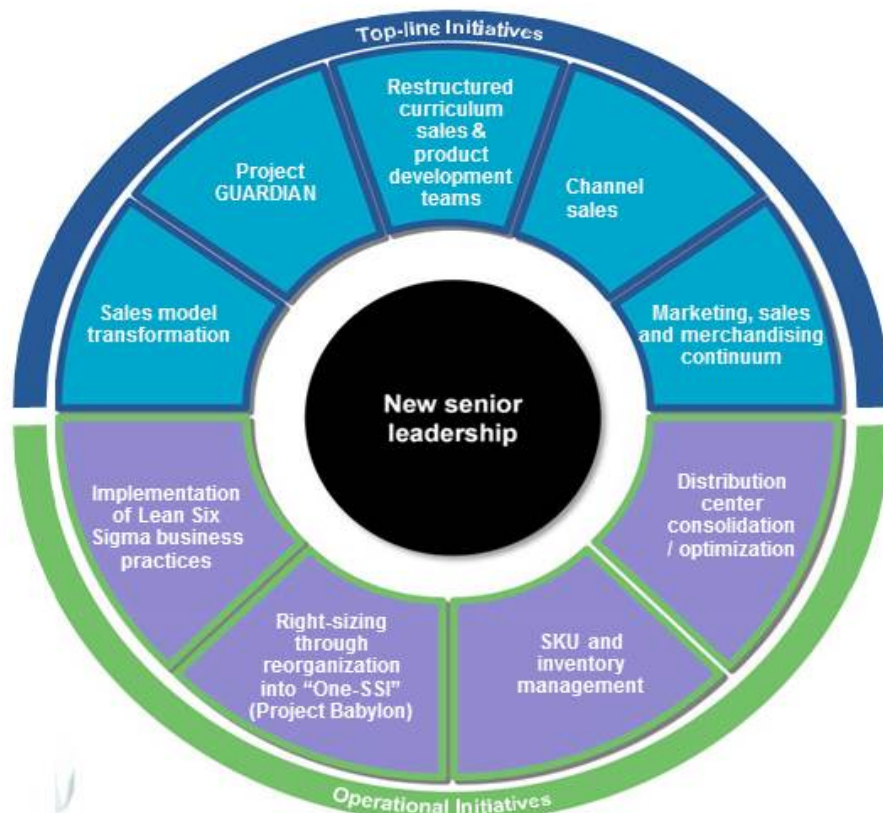 Top-line Initiatives
Restructured
curriculum
sales &
product
development
teams
Project
GUARDIAN
Channel
sales
Sales model
transformation
Marketing, sales
and merchandising
continuum
New senior
leadership
Implementation
of Lean Six
Sigma business
practices
Distribution
center
consolidation
/ optimization
Right-sizing
through
reorganization
into “One-SSI”
(Project Babylon)
SKU and
inventory
management
Operational Initiatives